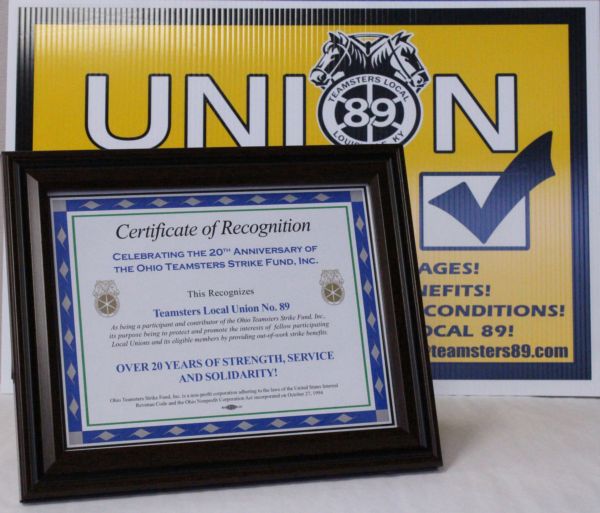 UNION
TEAMSTERS LOCAL
89
LOUISVILLE, KY
AGES!
NEFITS!
CONDITIONS!
OCAL 89!
teamsters89.com
Certificate of Recognition
CELEBRATING THE 20TH ANNIVERSARY OF
THE OHIO TEAMSTERS STRIKE FUND, INC.
This Recognizes
Teamsters Local Union No. 89
As being a participant and contributor of the Ohio Teamsters Strike Fund, Inc.,
its purpose being to protect and promote the interests of fellow participating
Local Unions and its eligible members by providing out-of-work strike benefits.
OVER 20 YEARS OF STRENGTH, SERVICE
AND SOLIDARITY!
Ohio Teamsters Strike Fund, Inc. is a non-profit corporation adhering to the laws of the United States Internal
Revenue Code and the Ohio Nonprofit Corporation Act incorporated on October 27, 1994.